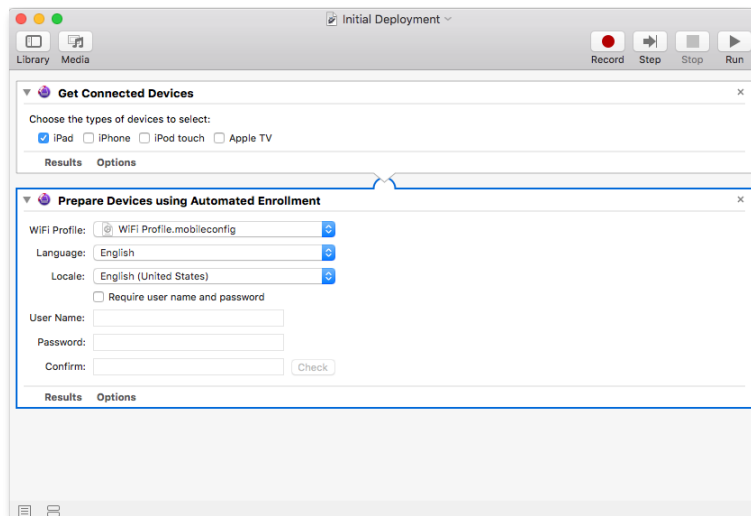 Initial Deployment
Library Media Record Step Stop Run
Get Connected Devices
Choose the types of devices to select:
iPad iPhone iPod touch Apple TV
Results Options
Prepare Devices using Automated Enrollment
WiFi Profile: WiFi Profile.mobileconfig
Language: English
Locale: English (United States)
Require user name and password
User Name:
Password:
Confirm: Check
Results Options